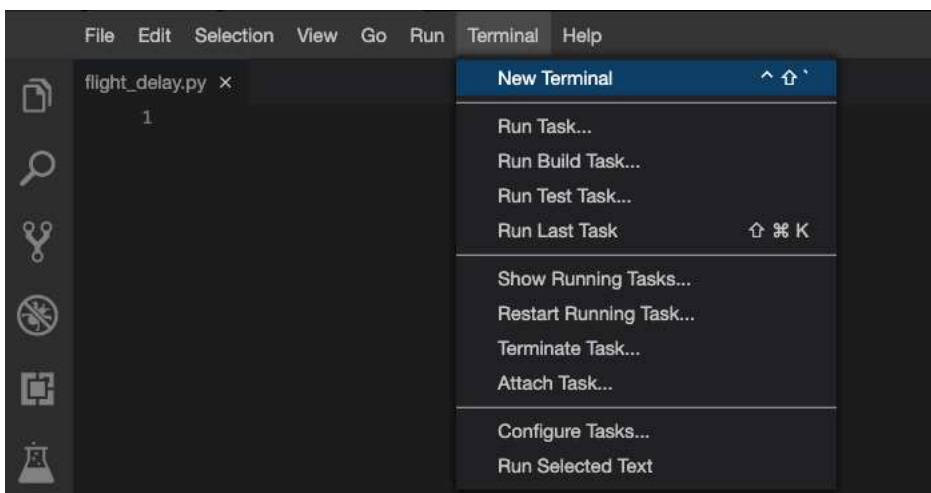 File Edit Selection View Go Run Terminal Help
flight_delay.py ×
1
New Terminal ^ ⇧ `
Run Task...
Run Build Task...
Run Test Task...
Run Last Task ⇧ ⌘ K
Show Running Tasks...
Restart Running Task...
Terminate Task...
Attach Task...
Configure Tasks...
Run Selected Text